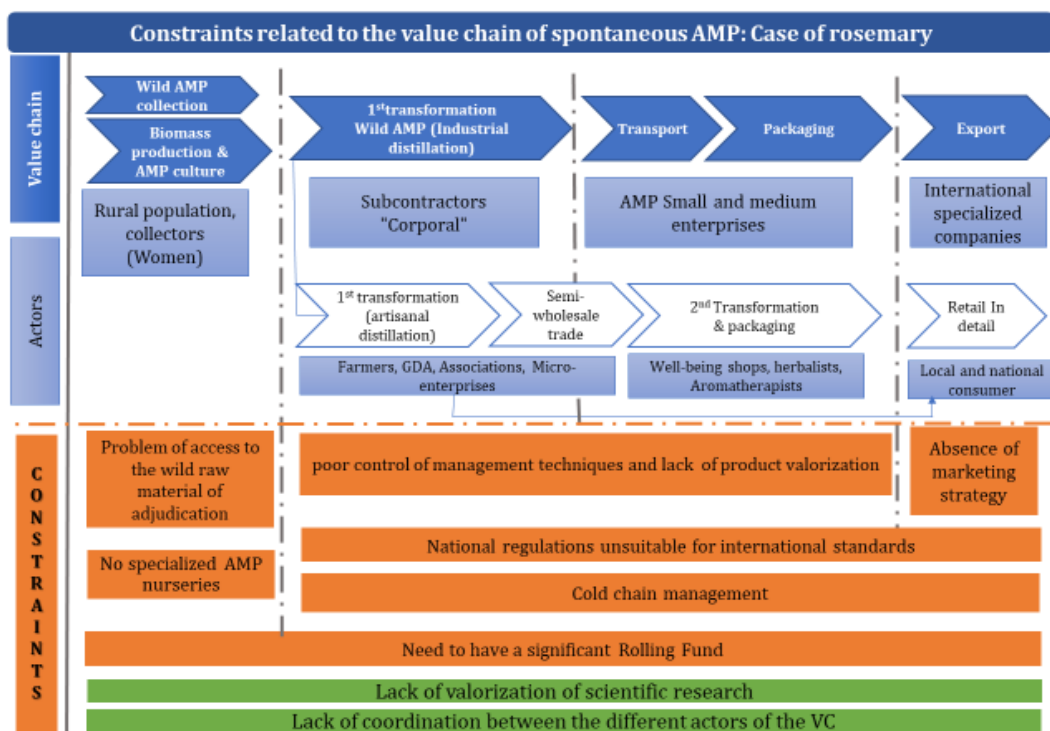 Constraints related to the value chain of spontaneous AMP: Case of rosemary
Value chain
Wild AMP
collection
Biomass
production &
AMP culture
1sttransformation
Wild AMP (Industrial
distillation)
Transport
Packaging
Export
Rural population,
collectors
(Women)
Subcontractors
"Corporal"
AMP Small and medium
enterprises
International
specialized
companies
Actors
1st transformation
(artisanal
distillation)
Semi-
wholesale
trade
2nd Transformation
& packaging
Retail In
detail
Farmers, GDA, Associations, Micro-
enterprises
Well-being shops, herbalists,
Aromatherapists
Local and national
consumer
CONSTRAINTS
Problem of access to
the wild raw
material of
adjudication
poor control of management techniques and lack of product valorization
Absence of
marketing
strategy
No specialized AMP
nurseries
National regulations unsuitable for international standards
Cold chain management
Need to have a significant Rolling Fund
Lack of valorization of scientific research
Lack of coordination between the different actors of the VC